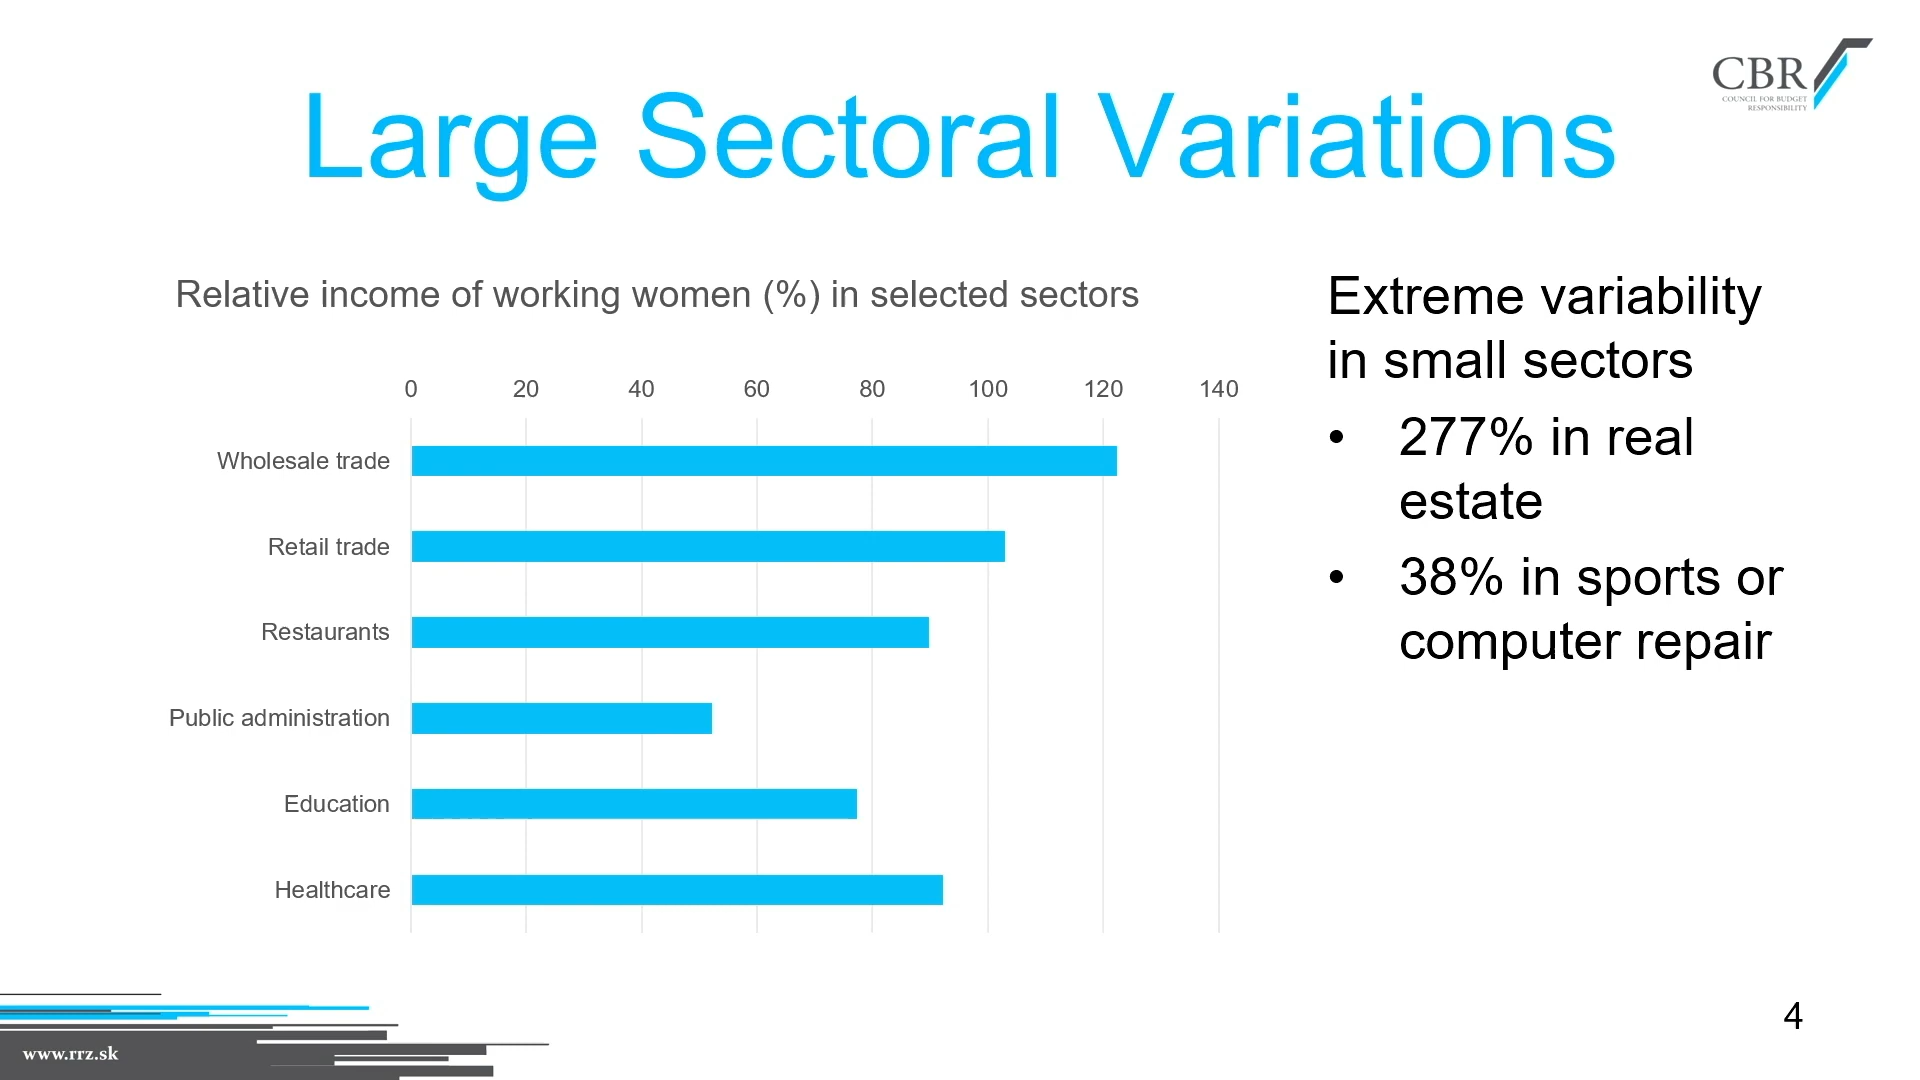 CBR
COUNCIL FOR BUDGET
RESPONSIBILITY
Large Sectoral Variations
Relative income of working women (%) in selected sectors
0 20 40 60 80 100 120 140
Wholesale trade
Retail trade
Restaurants
Public administration
Education
Healthcare
Extreme variability
in small sectors
• 277% in real
estate
• 38% in sports or
computer repair
www.rrz.sk
4